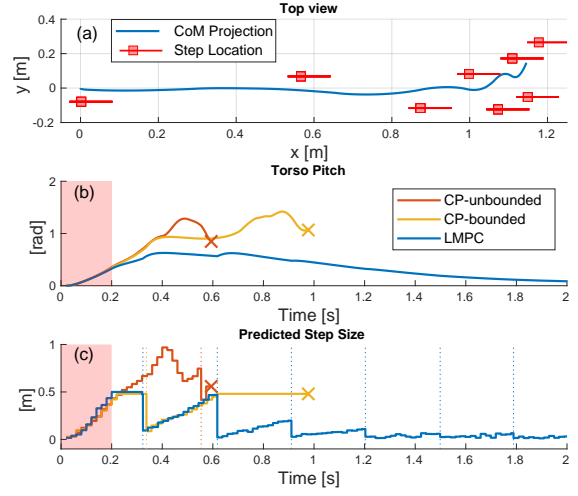 Top view
(a)
CoM Projection
Step Location
0.4
0.2
0
-0.2
y [m]
0 0.2 0.4 0.6 0.8 1 1.2
x [m]
Torso Pitch
(b)
CP-unbounded
CP-bounded
LMPC
2
1
0
[rad]
0 0.2 0.4 0.6 0.8 1 1.2 1.4 1.6 1.8 2
Time [s]
Predicted Step Size
(c)
1
0.5
0
[m]
0 0.2 0.4 0.6 0.8 1 1.2 1.4 1.6 1.8 2
Time [s]